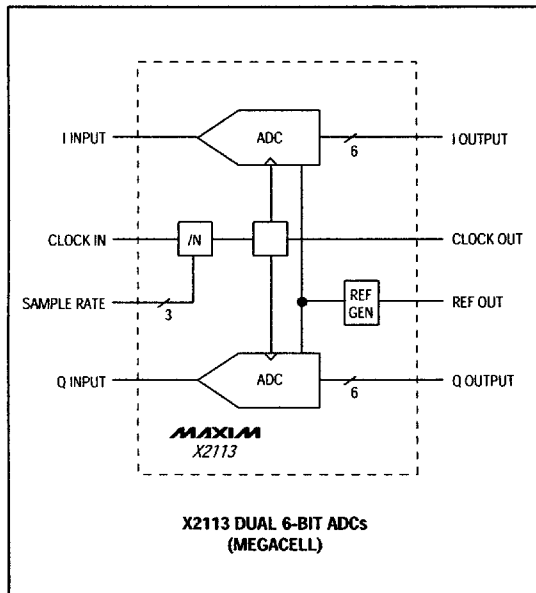 I INPUT
ADC
6
I OUTPUT
CLOCK IN
/N
CLOCK OUT
SAMPLE RATE
3
REF
GEN
REF OUT
Q INPUT
ADC
6
Q OUTPUT
MAXIM
X2113
X2113 DUAL 6-BIT ADCs
(MEGACELL)